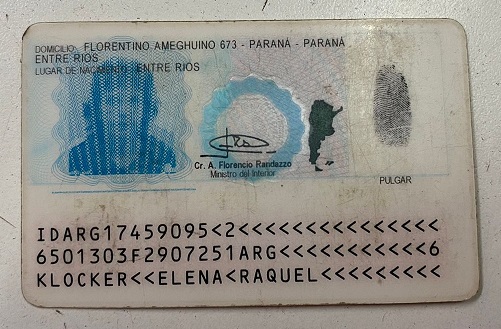 DOMICILIO: FLORENTINO AMEGHUINO 673 - PARANÁ - PARANÁ
ENTRE RIOS
LUGAR DE NACIMIENTO: ENTRE RIOS
Cr. A. Florencio Randazzo
Ministro del Interior
PULGAR
IDARG17459095<2<<<<<<<<<<<<<<<
6501303F2907251ARG<<<<<<<<<<<6
KLOCKER<<ELENA<RAQUEL<<<<<<<<<